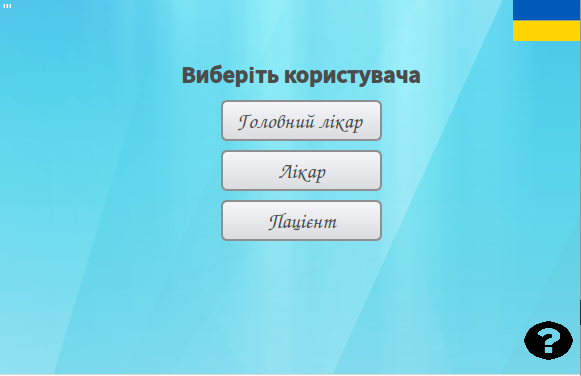 "'
Виберіть користувача
Головний лікар
Лікар
Пацієнт
?